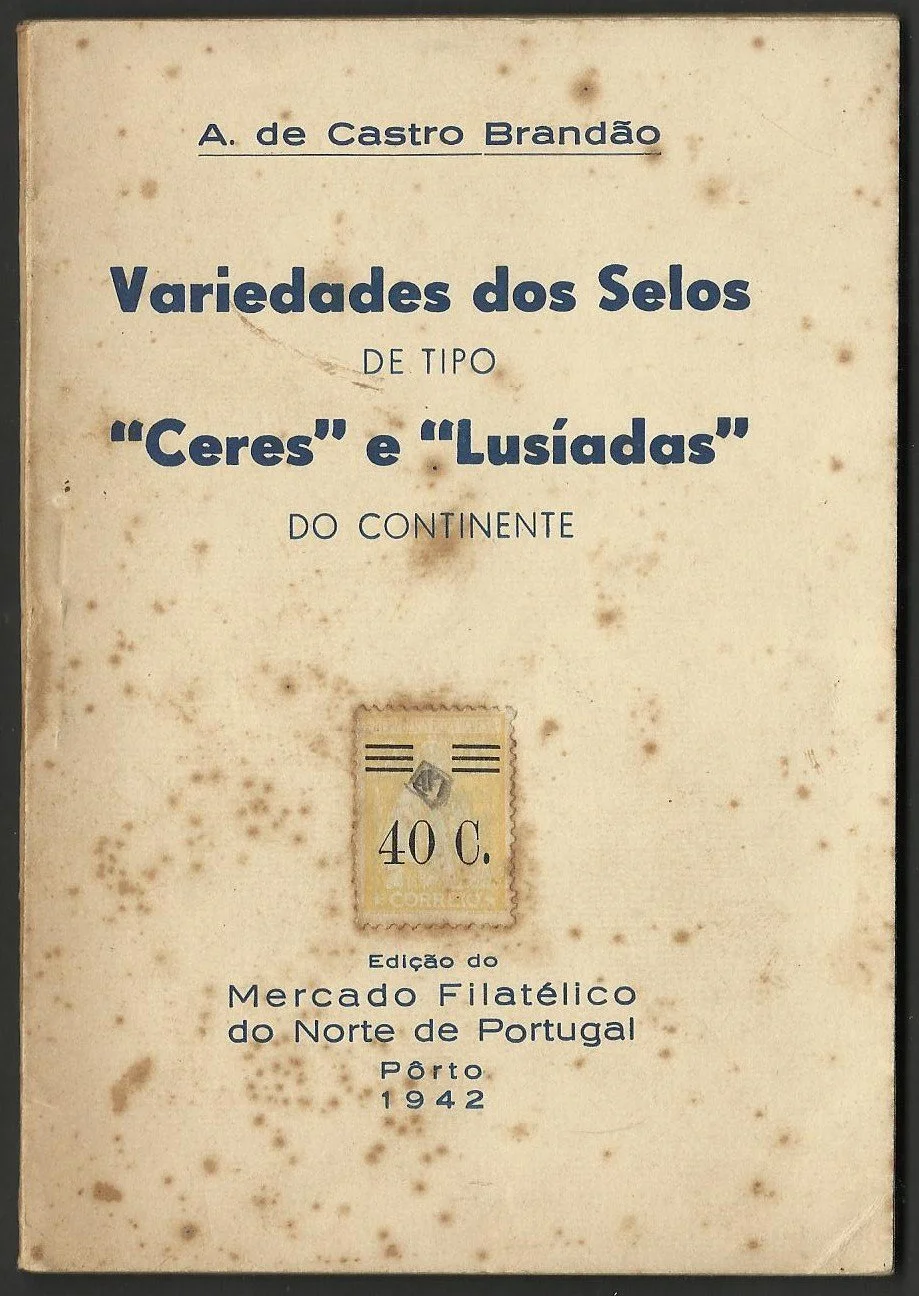 A. de Castro Brandão
Variedades dos Selos
DE TIPO
"Ceres" e "Lusíadas"
DO CONTINENTE
40 C.
CORREIO
Edição do
Mercado Filatélico
do Norte de Portugal
Pôrto
1942